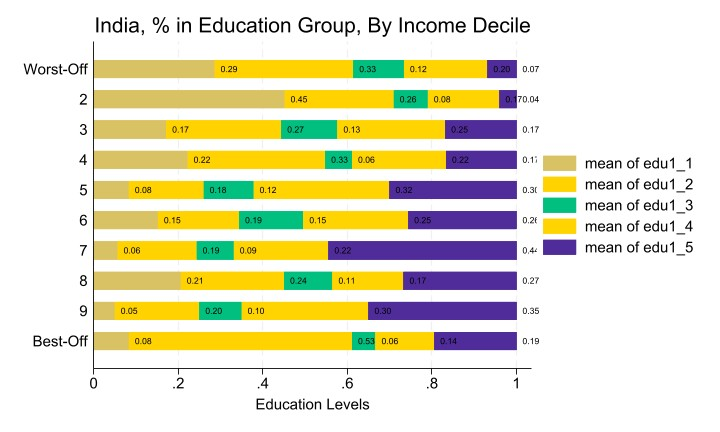 India, % in Education Group, By Income Decile
Worst-Off 0.29 0.33 0.12 0.20 0.07
2 0.45 0.26 0.08 0.17 0.04
3 0.17 0.27 0.13 0.25 0.17
4 0.22 0.33 0.06 0.22 0.17
5 0.08 0.18 0.12 0.32 0.30
6 0.15 0.19 0.15 0.25 0.26
7 0.06 0.19 0.09 0.22 0.44
8 0.21 0.24 0.11 0.17 0.27
9 0.05 0.20 0.10 0.30 0.35
Best-Off 0.08 0.53 0.06 0.14 0.19
0 .2 .4 .6 .8 1
Education Levels
mean of edu1_1
mean of edu1_2
mean of edu1_3
mean of edu1_4
mean of edu1_5